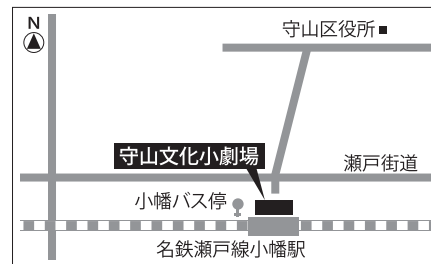 N
守山区役所
守山文化小劇場
瀬戸街道
小幡バス停
名鉄瀬戸線小幡駅